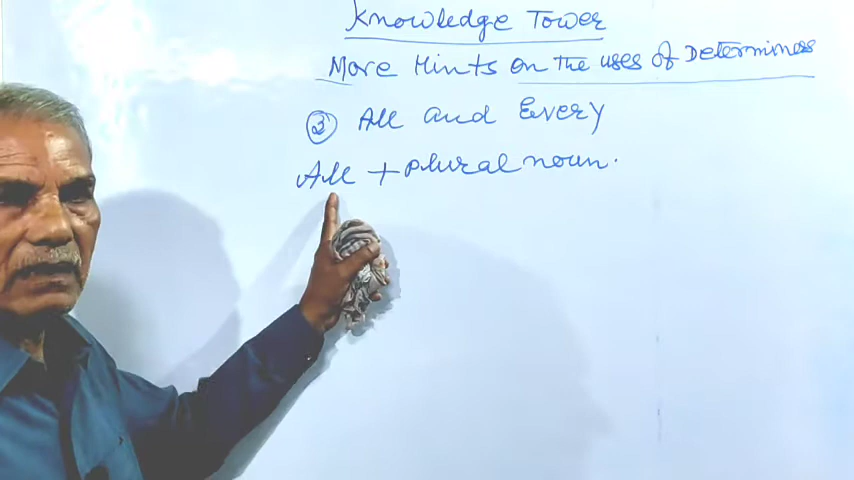 Knowledge Tower
More Hints on the uses of Determiners
② All and Every
All + plural noun.